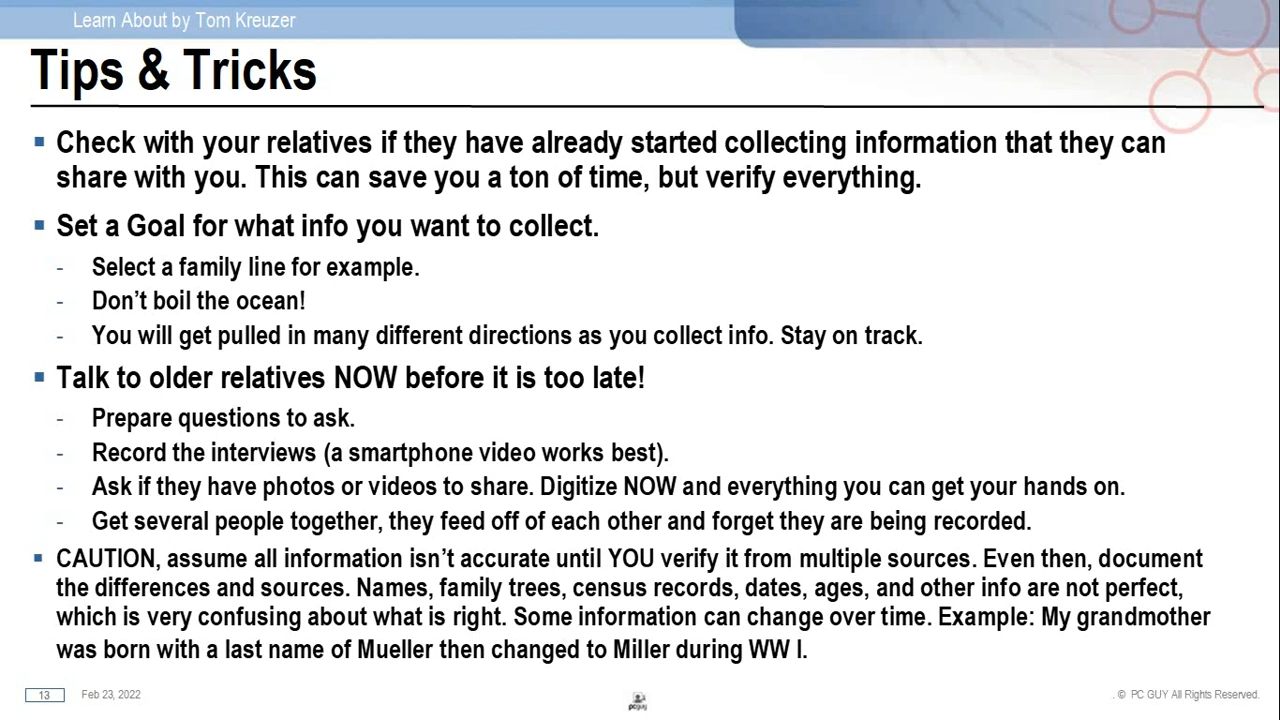 Learn About by Tom Kreuzer
Tips & Tricks
▪ Check with your relatives if they have already started collecting information that they can
share with you. This can save you a ton of time, but verify everything.
▪ Set a Goal for what info you want to collect.
- Select a family line for example.
- Don’t boil the ocean!
- You will get pulled in many different directions as you collect info. Stay on track.
▪ Talk to older relatives NOW before it is too late!
- Prepare questions to ask.
- Record the interviews (a smartphone video works best).
- Ask if they have photos or videos to share. Digitize NOW and everything you can get your hands on.
- Get several people together, they feed off of each other and forget they are being recorded.
▪ CAUTION, assume all information isn’t accurate until YOU verify it from multiple sources. Even then, document
the differences and sources. Names, family trees, census records, dates, ages, and other info are not perfect,
which is very confusing about what is right. Some information can change over time. Example: My grandmother
was born with a last name of Mueller then changed to Miller during WW I.
13 Feb 23, 2022
pcguy
. © PC GUY All Rights Reserved.